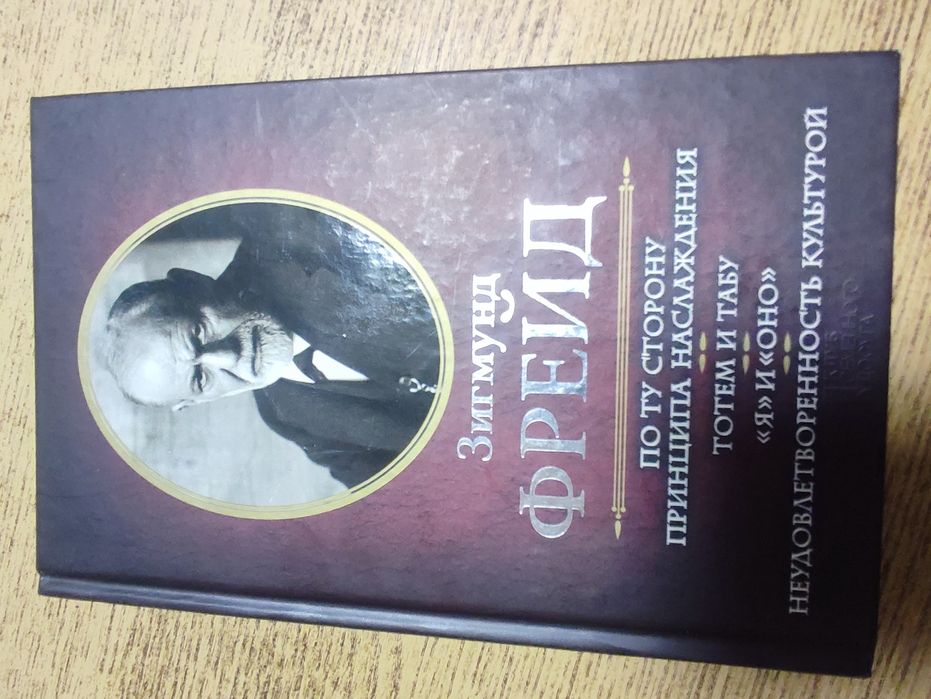 Зигмунд
ФРЕЙД
ПО ТУ СТОРОНУ
ПРИНЦИПА НАСЛАЖДЕНИЯ
ТОТЕМ И ТАБУ
«Я» И «ОНО»
НЕУДОВЛЕТВОРЕННОСТЬ КУЛЬТУРОЙ